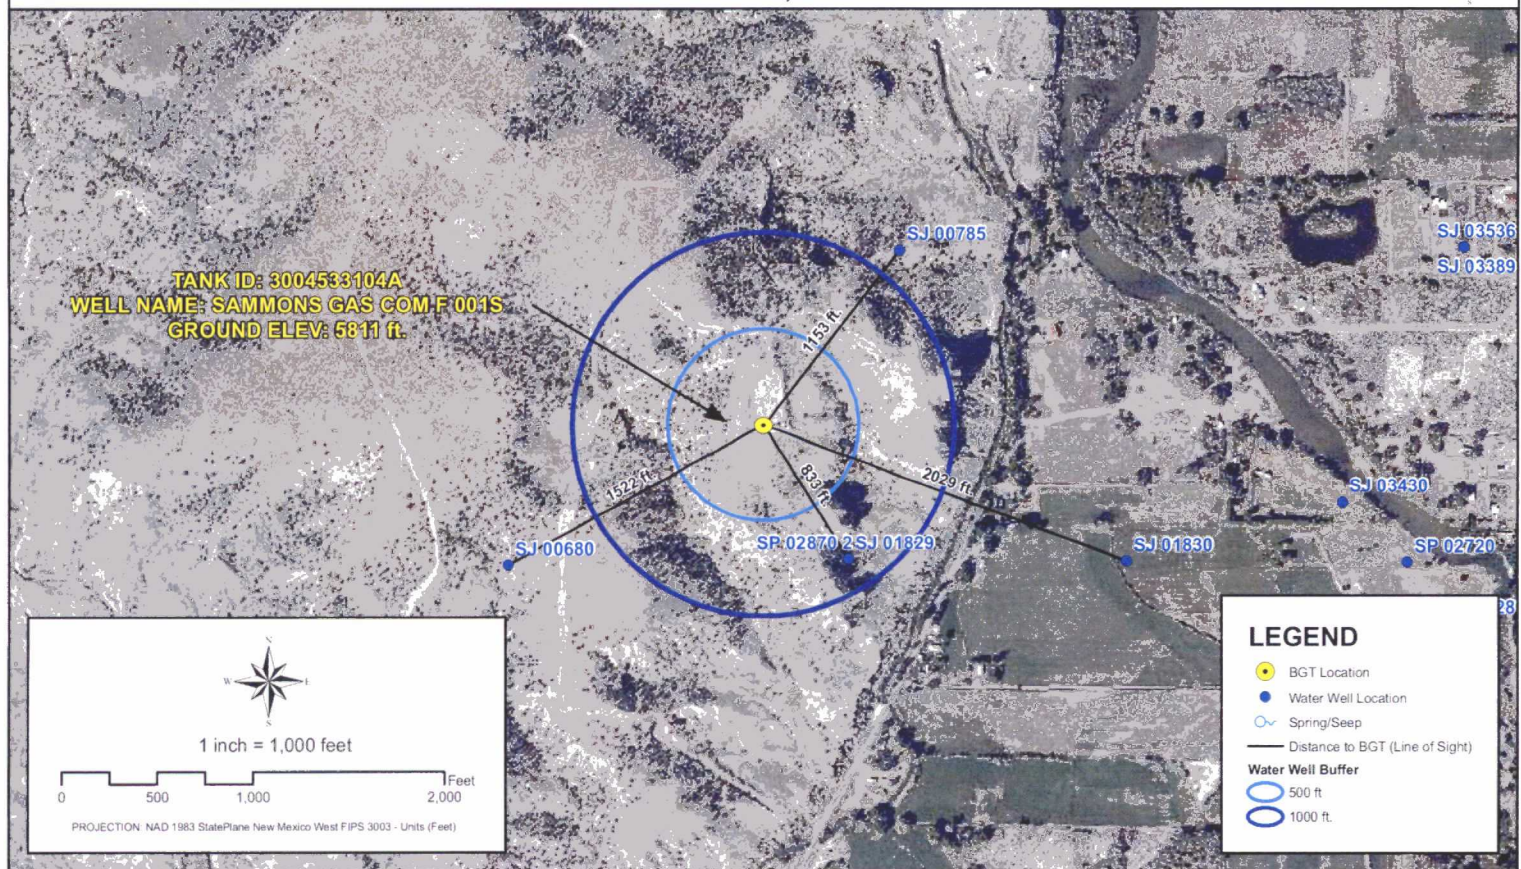 S
SJ 00785
SJ 03536
SJ 03389
TANK ID: 3004533104A
WELL NAME: SAMMONS GAS COM F 001S
GROUND ELEV: 5811 ft.
1153 ft.
1522 ft.
833 ft.
2029 ft.
SJ 03430
SJ 00680
SP 02870 2 SJ 01829
SJ 01830
SP 02720
28
N
W E
S
1 inch = 1,000 feet
Feet
0 500 1,000 2,000
PROJECTION: NAD 1983 StatePlane New Mexico West FIPS 3003 - Units (Feet)
LEGEND
BGT Location
Water Well Location
Spring/Seep
Distance to BGT (Line of Sight)
Water Well Buffer
500 ft
1000 ft.